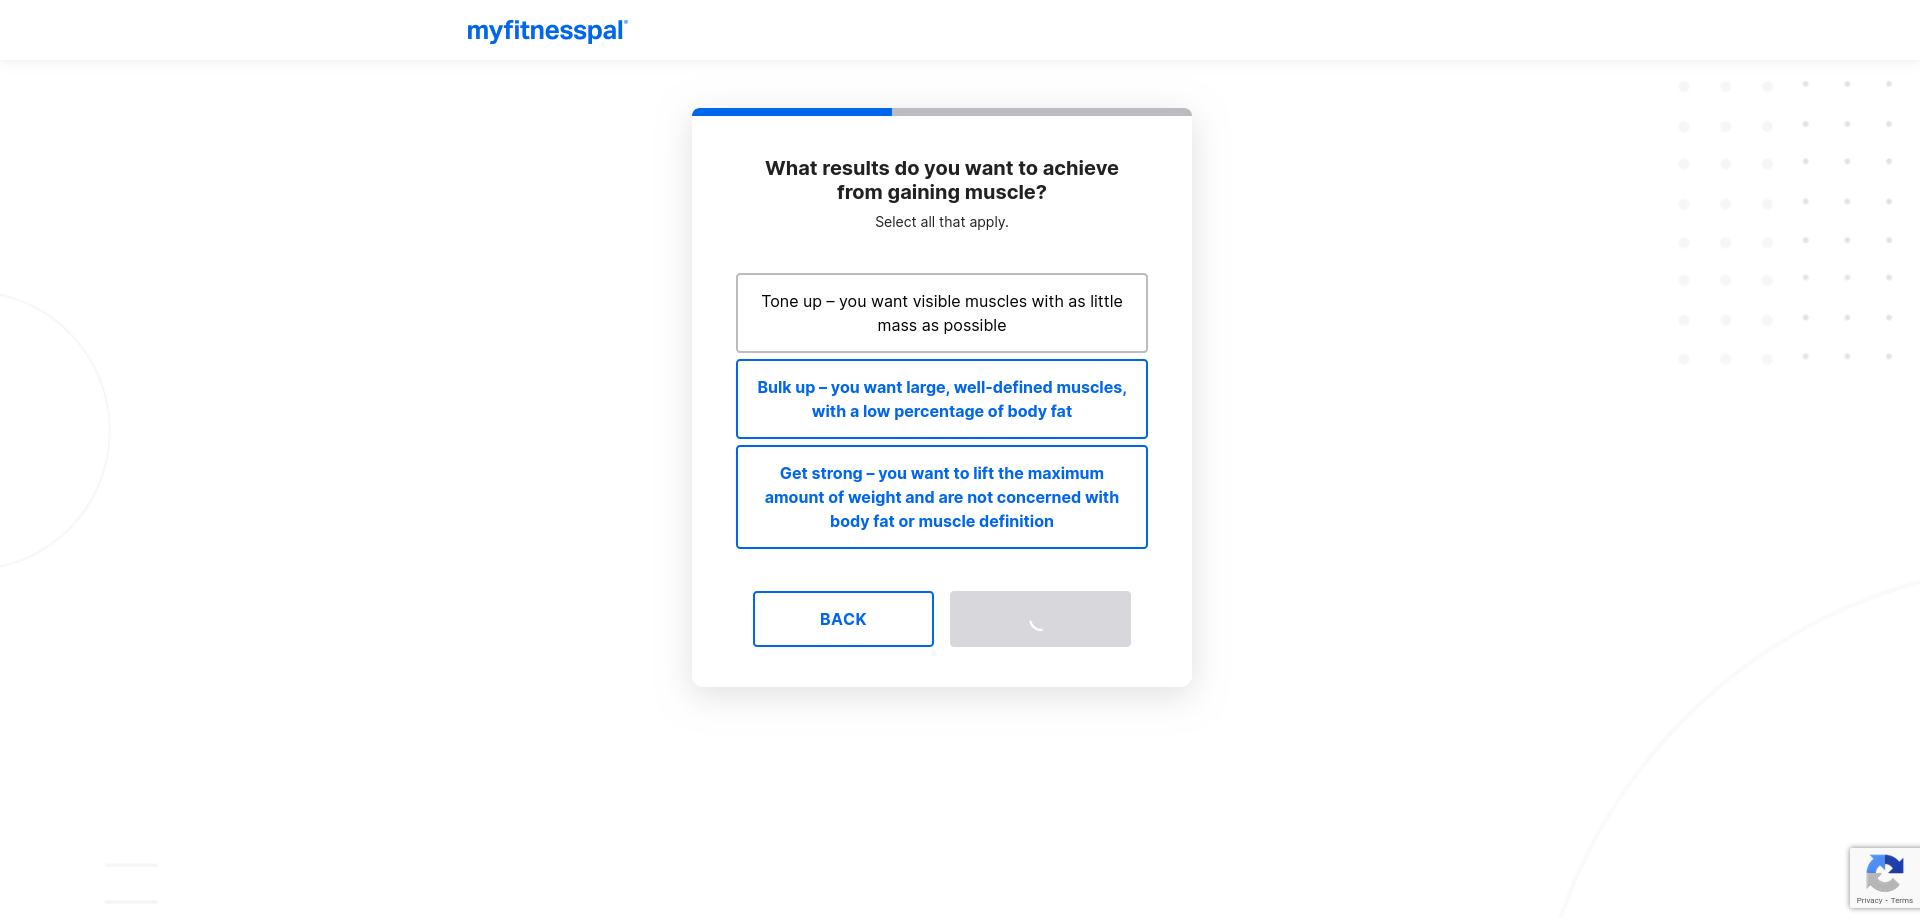 myfitnesspal®
What results do you want to achieve
from gaining muscle?
Select all that apply.
Tone up – you want visible muscles with as little
mass as possible
Bulk up – you want large, well-defined muscles,
with a low percentage of body fat
Get strong – you want to lift the maximum
amount of weight and are not concerned with
body fat or muscle definition
BACK
Privacy - Terms